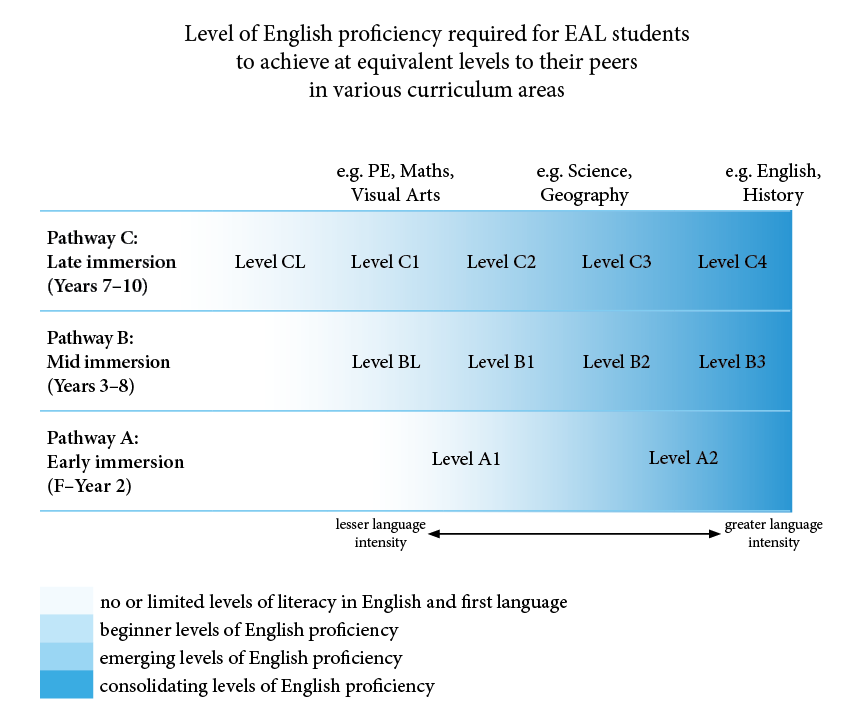 Level of English proficiency required for EAL students
to achieve at equivalent levels to their peers
in various curriculum areas
e.g. PE, Maths,
Visual Arts
e.g. Science,
Geography
e.g. English,
History
Pathway C:
Late immersion
(Years 7–10)
Level CL
Level C1
Level C2
Level C3
Level C4
Pathway B:
Mid immersion
(Years 3–8)
Level BL
Level B1
Level B2
Level B3
Pathway A:
Early immersion
(F–Year 2)
Level A1
Level A2
lesser language
intensity
greater language
intensity
no or limited levels of literacy in English and first language
beginner levels of English proficiency
emerging levels of English proficiency
consolidating levels of English proficiency